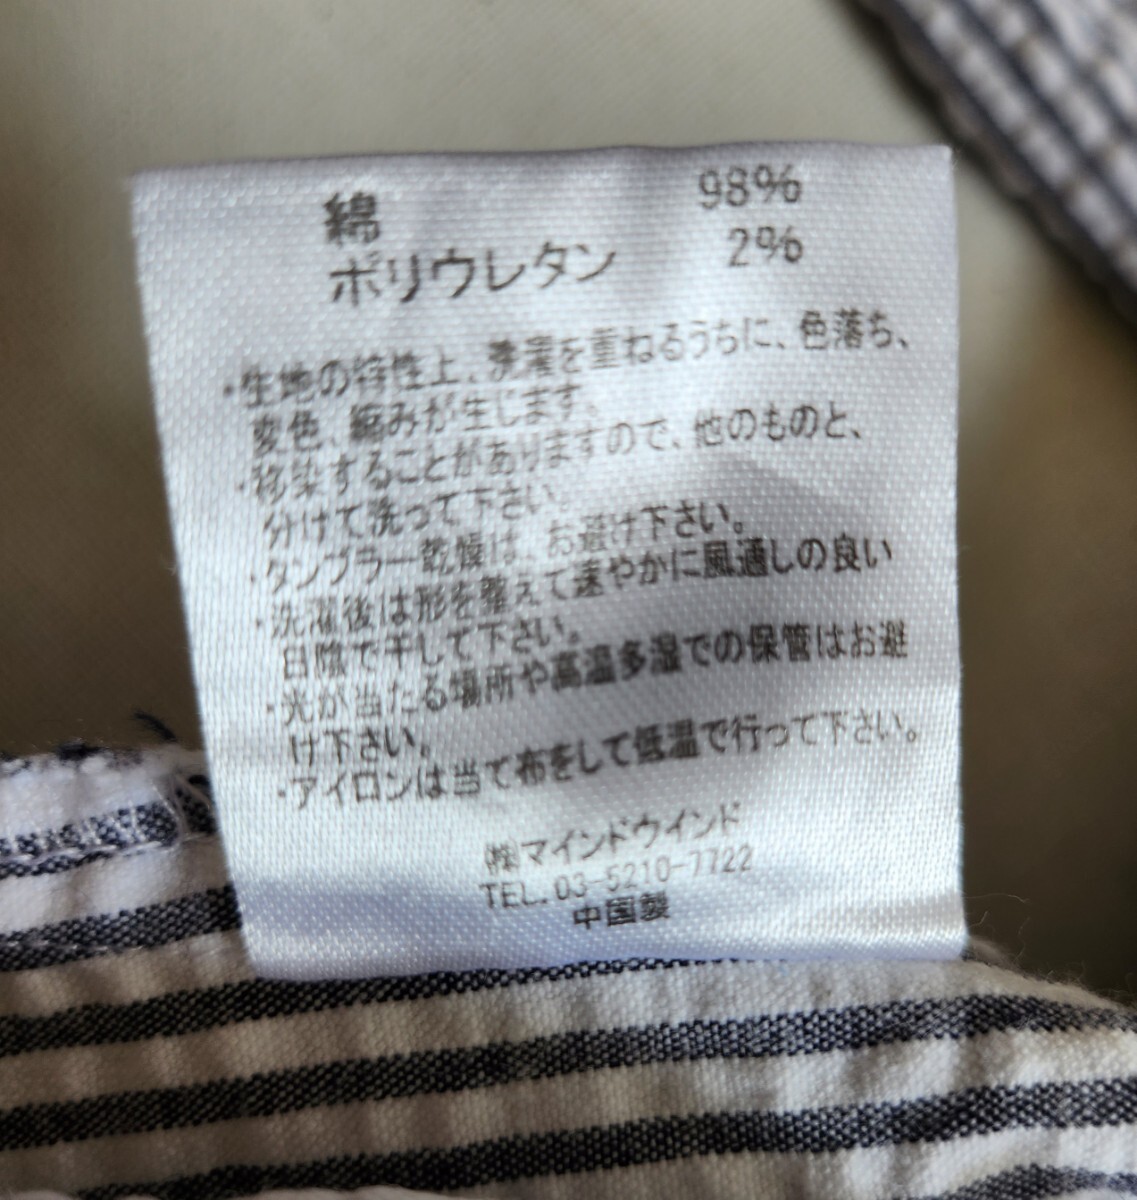 綿 98%
ポリウレタン 2%
・生地の特性上、洗濯を重ねるうちに、色落ち、
変色、縮みが生じます。
・移染することがありますので、他のものと、
分けて洗って下さい。
・タンブラー乾燥は、お避け下さい。
・洗濯後は形を整えて速やかに風通しの良い
日陰で干して下さい。
・光が当たる場所や高温多湿での保管はお避
け下さい。
・アイロンは当て布をして低温で行って下さい。
㈱マインドウインド
TEL.03-5210-7722
中国製